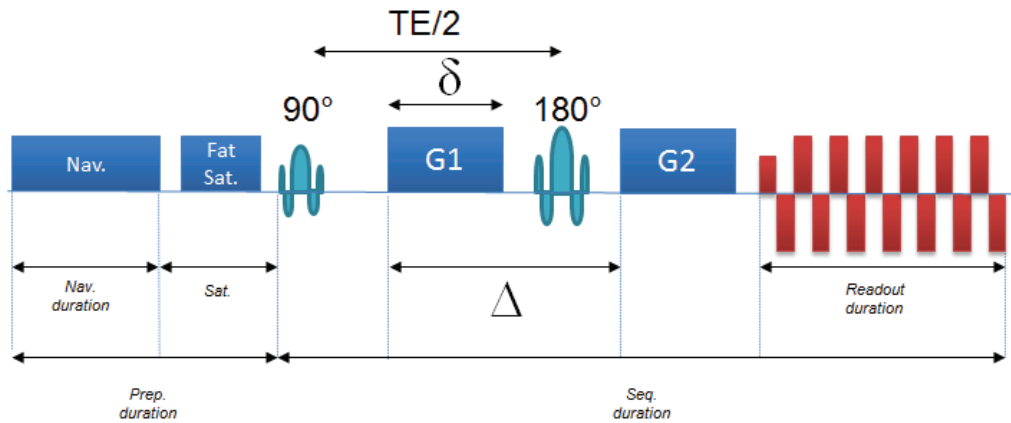 TE/2
δ
90°
180°
Nav.
Fat
Sat.
G1
G2
Nav.
duration
Sat.
Δ
Readout
duration
Prep.
duration
Seq.
duration